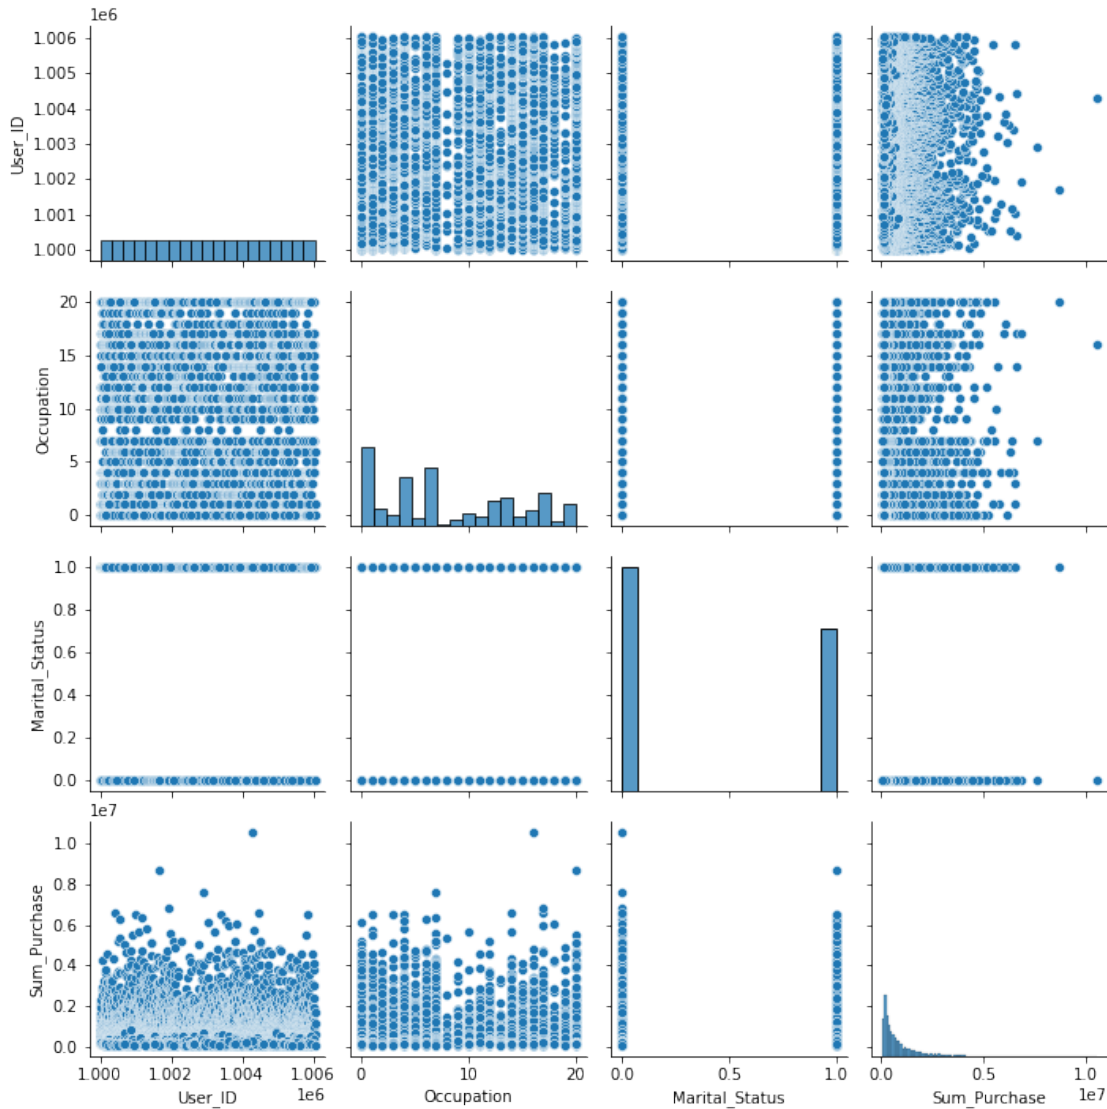 1e6
1.006
1.005
1.004
1.003
1.002
1.001
1.000
User_ID
20
15
10
5
0
Occupation
1.0
0.8
0.6
0.4
0.2
0.0
Marital_Status
1e7
1.0
0.8
0.6
0.4
0.2
0.0
Sum_Purchase
1.000 1.002 1.004 1.006 0 10 20 0.0 0.5 1.0 0.0 0.5 1.0
1e6 1e7
User_ID Occupation Marital_Status Sum_Purchase